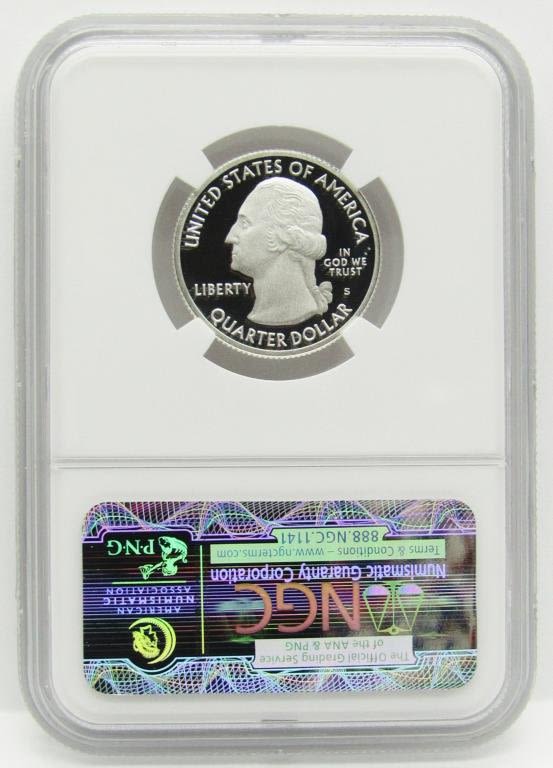 UNITED STATES OF AMERICA
IN
GOD WE
TRUST
LIBERTY
S
QUARTER DOLLAR
The Official Grading Service
of the ANA & PNG
NGC
Numismatic Guaranty Corporation
Terms & Conditions – www.ngcterms.com
888.NGC.1141
AMERICAN
NUMISMATIC
ASSOCIATION
P·N·G